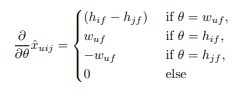 ∂/∂θ x̂_uij = { (h_if − h_jf) if θ = w_uf,
w_uf if θ = h_if,
−w_uf if θ = h_jf,
0 else